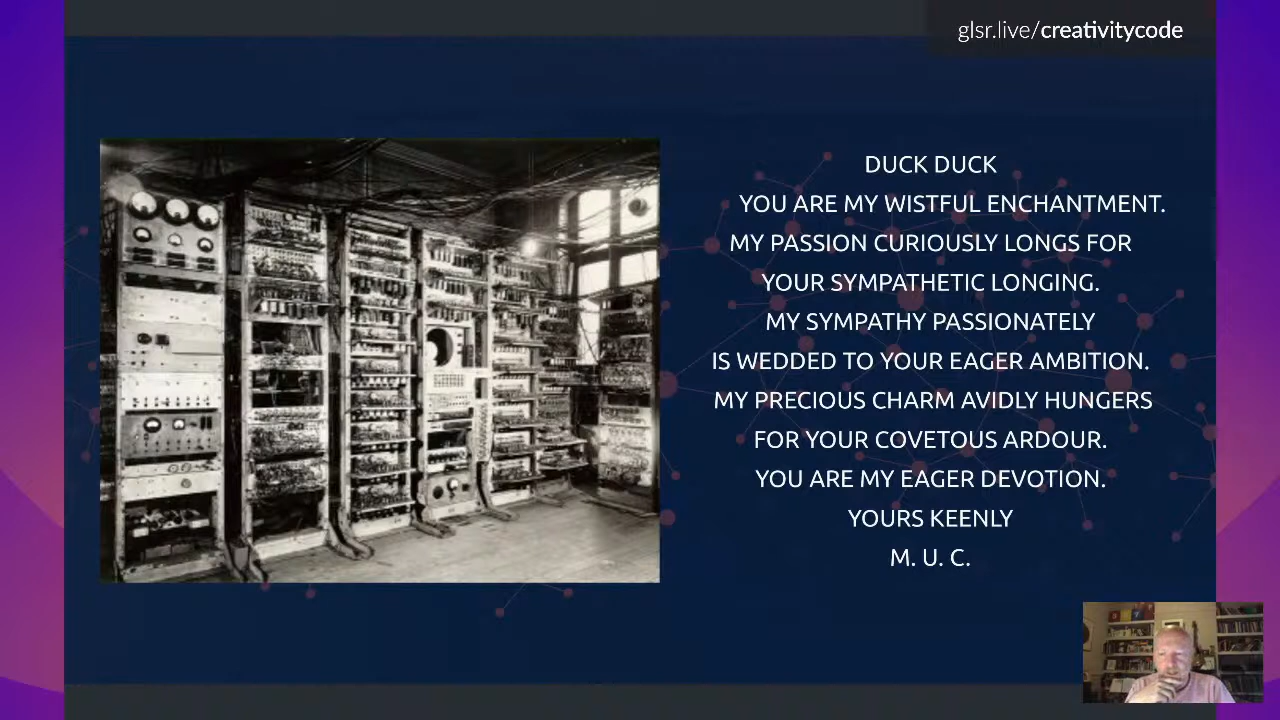 glsr.live/creativitycode
DUCK DUCK
YOU ARE MY WISTFUL ENCHANTMENT.
MY PASSION CURIOUSLY LONGS FOR
YOUR SYMPATHETIC LONGING.
MY SYMPATHY PASSIONATELY
IS WEDDED TO YOUR EAGER AMBITION.
MY PRECIOUS CHARM AVIDLY HUNGERS
FOR YOUR COVETOUS ARDOUR.
YOU ARE MY EAGER DEVOTION.
YOURS KEENLY
M. U. C.